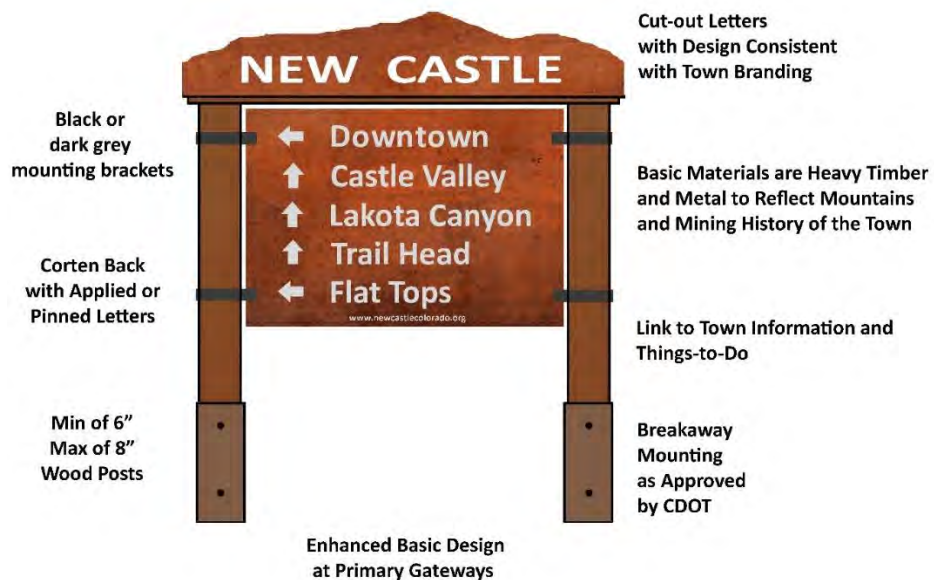 Cut-out Letters
with Design Consistent
with Town Branding
NEW CASTLE
Black or
dark grey
mounting brackets
← Downtown
↑ Castle Valley
↑ Lakota Canyon
↑ Trail Head
← Flat Tops
www.newcastlecolorado.org
Basic Materials are Heavy Timber
and Metal to Reflect Mountains
and Mining History of the Town
Corten Back
with Applied or
Pinned Letters
Link to Town Information and
Things-to-Do
Min of 6”
Max of 8”
Wood Posts
Breakaway
Mounting
as Approved
by CDOT
Enhanced Basic Design
at Primary Gateways